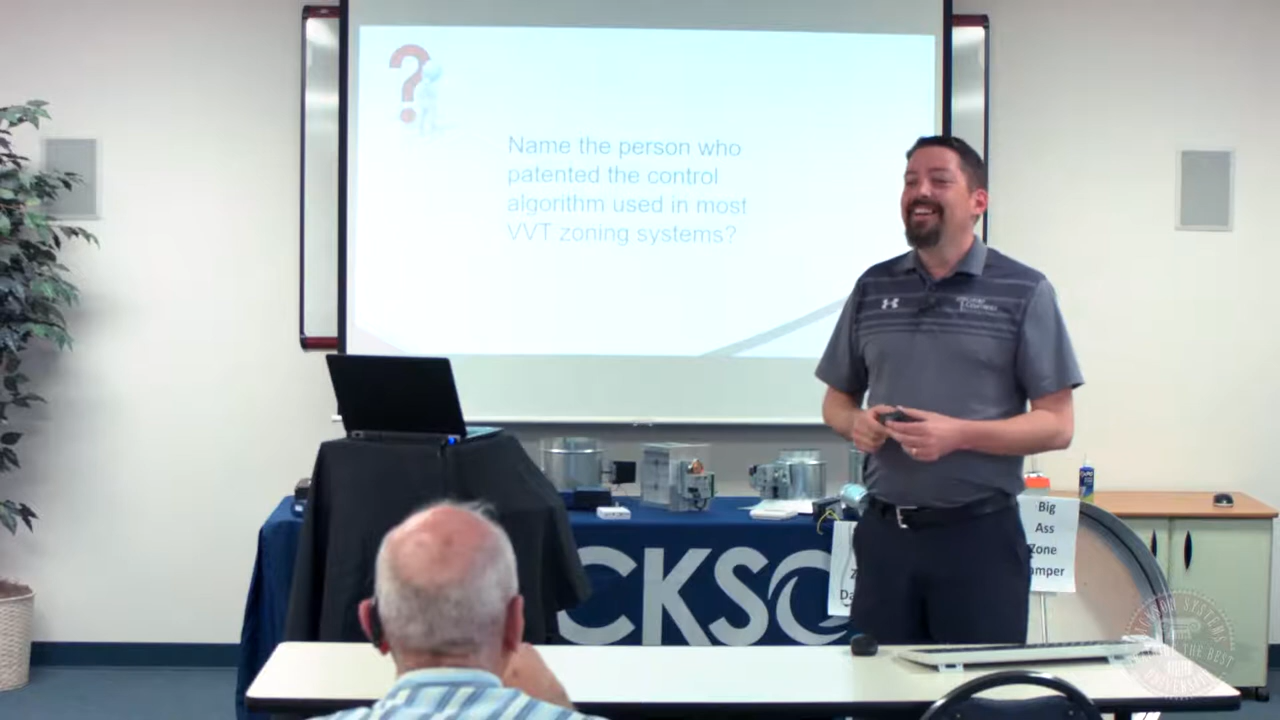 ?
Name the person who
patented the control
algorithm used in most
VVT zoning systems?
CKSO
Big
Ass
Zone
amper
Z
Da